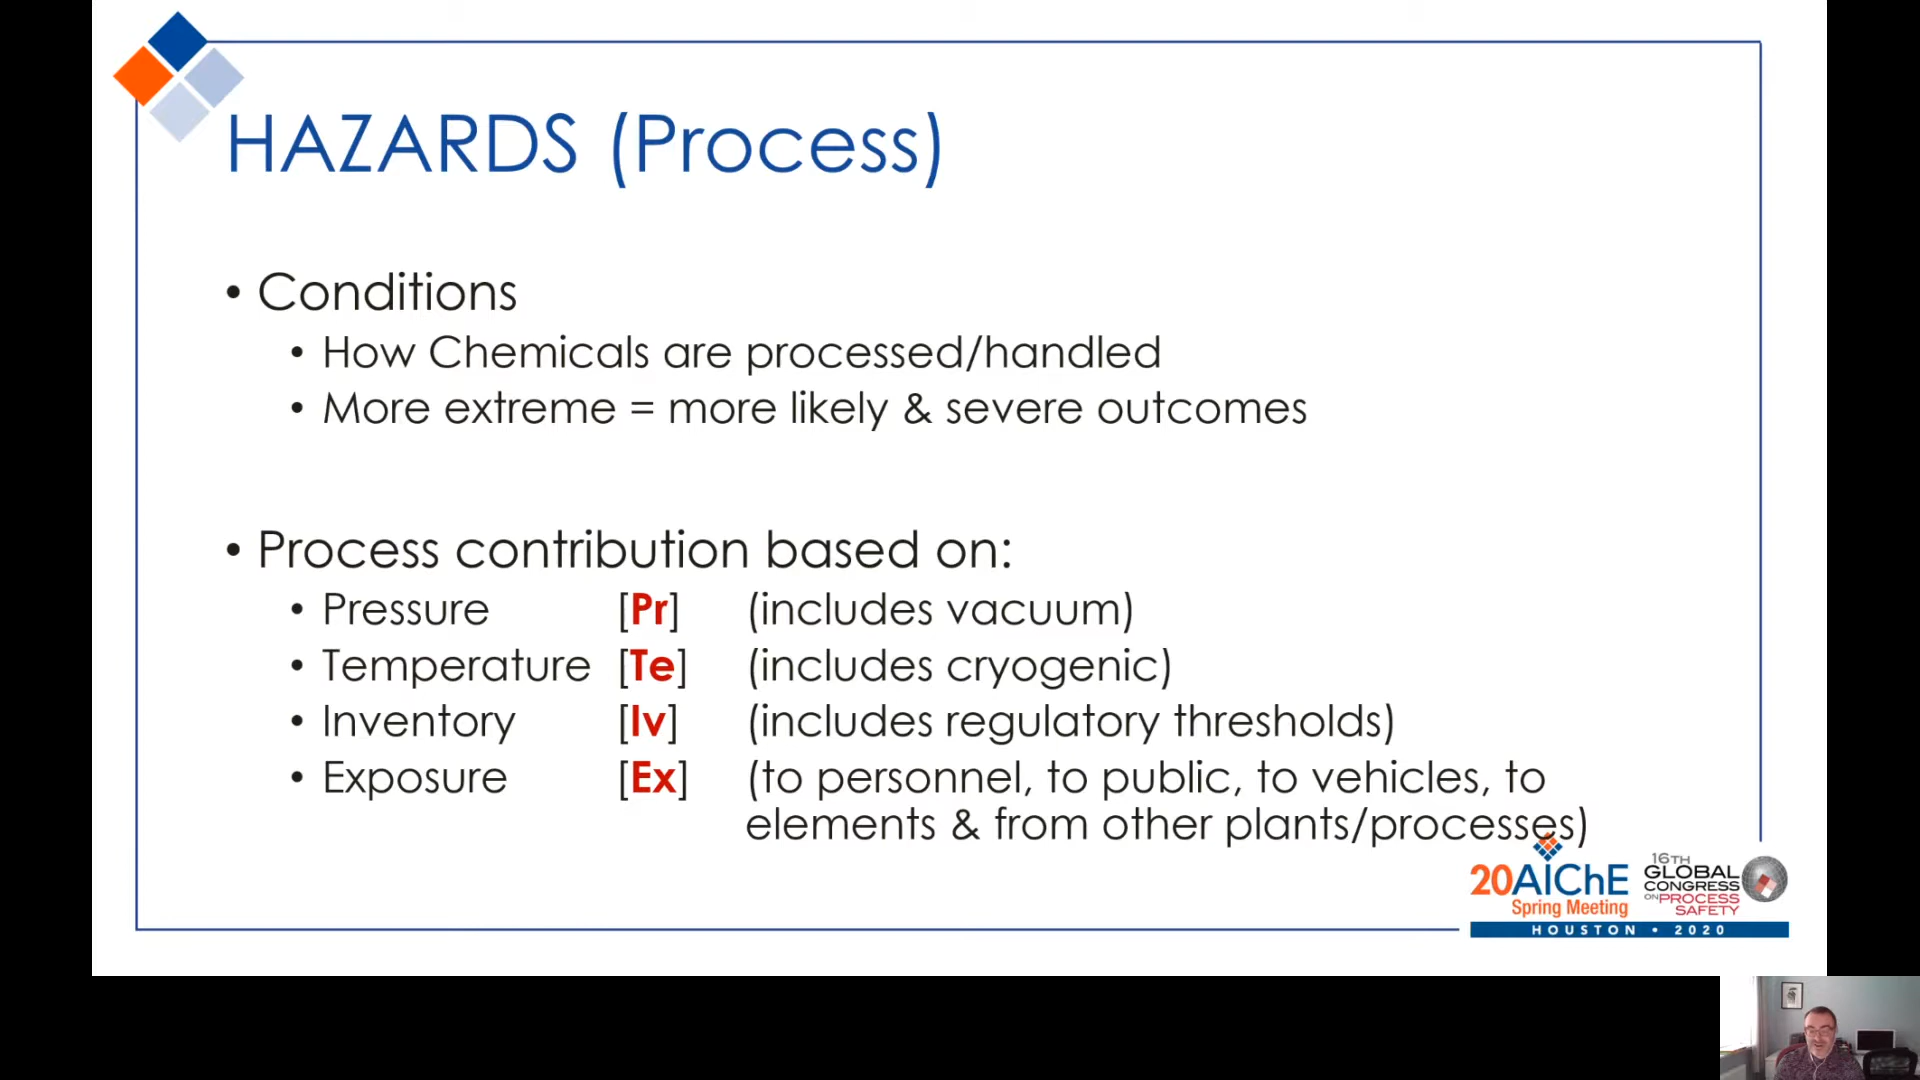 HAZARDS (Process)
• Conditions
• How Chemicals are processed/handled
• More extreme = more likely & severe outcomes
• Process contribution based on:
• Pressure [Pr] (includes vacuum)
• Temperature [Te] (includes cryogenic)
• Inventory [Iv] (includes regulatory thresholds)
• Exposure [Ex] (to personnel, to public, to vehicles, to
elements & from other plants/processes)
20AIChE
Spring Meeting
16TH
GLOBAL
CONGRESS
ON PROCESS
SAFETY
HOUSTON • 2020